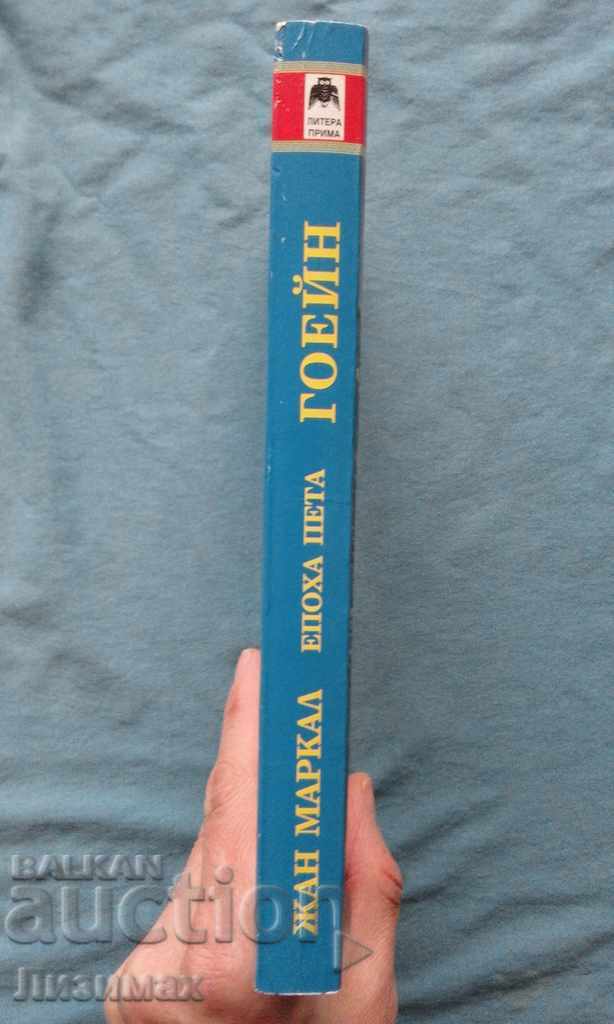 ЛИТЕРА
ПРИМА
ЖАН МАРКАЛ ЕПОХА ПЕТА ГОЕЙН
BALKAN
auction
Лизимах